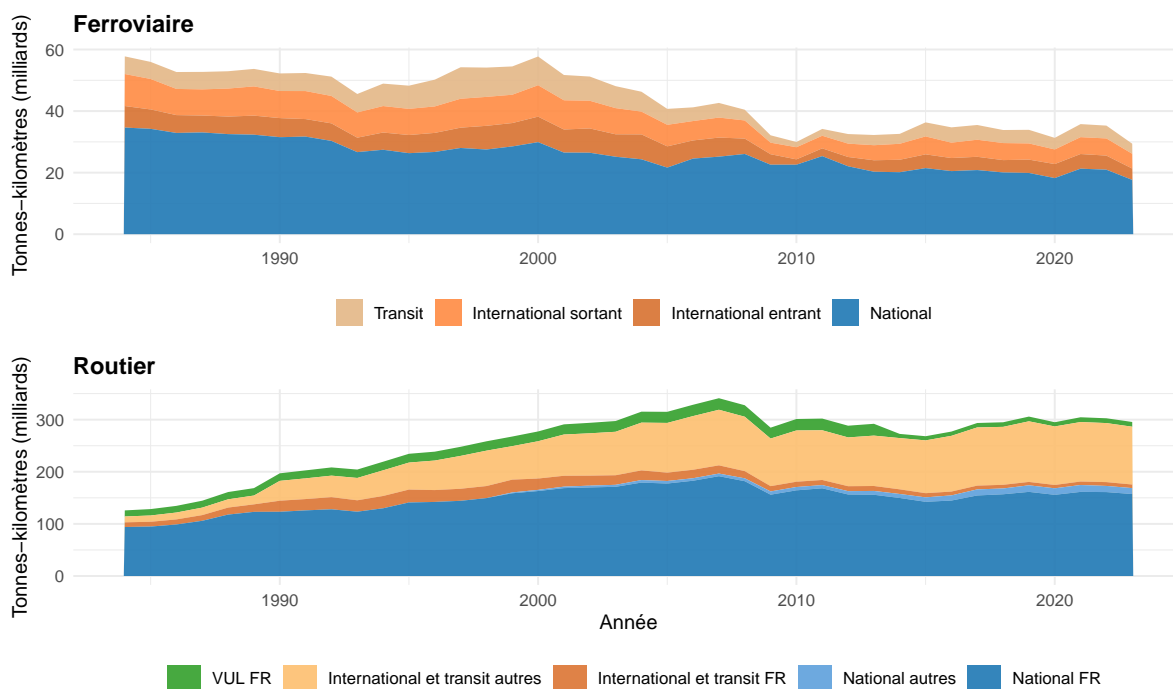 Ferroviaire
Tonnes−kilomètres (milliards)
60
40
20
0
1990
2000
2010
2020
Transit
International sortant
International entrant
National
Routier
Tonnes−kilomètres (milliards)
300
200
100
0
1990
2000
2010
2020
Année
VUL FR
International et transit autres
International et transit FR
National autres
National FR